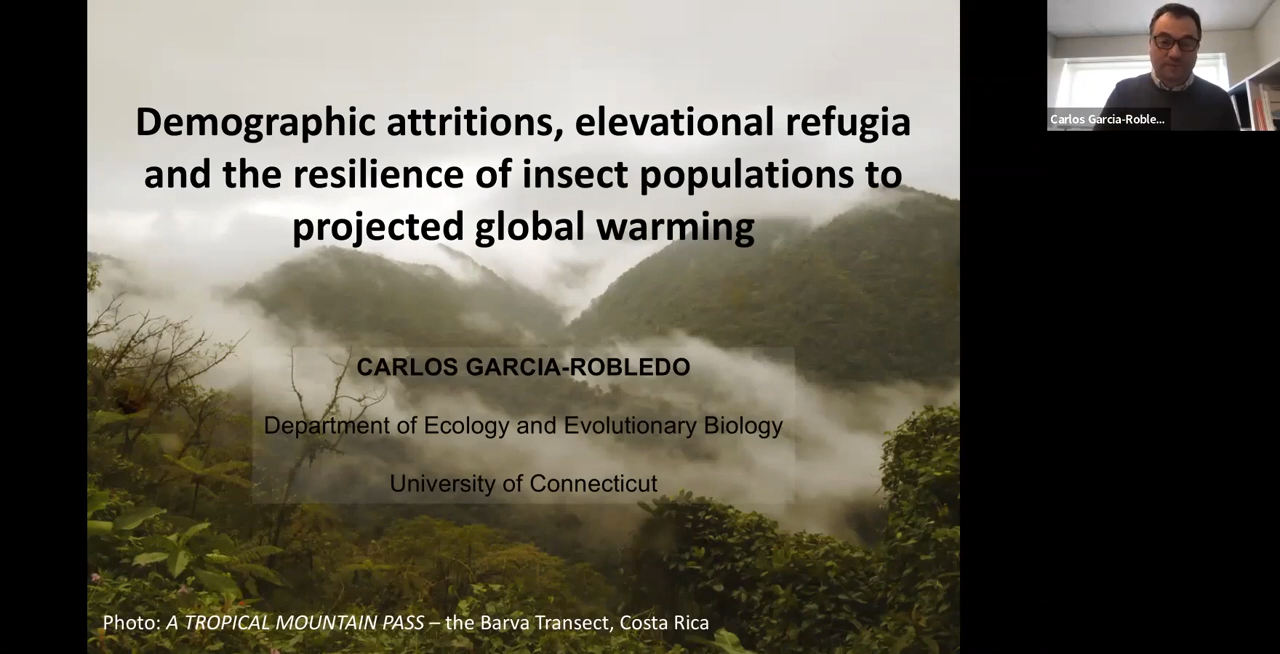 Demographic attritions, elevational refugia
and the resilience of insect populations to
projected global warming
CARLOS GARCIA-ROBLEDO
Department of Ecology and Evolutionary Biology
University of Connecticut
Photo: A TROPICAL MOUNTAIN PASS – the Barva Transect, Costa Rica
Carlos Garcia-Roble...